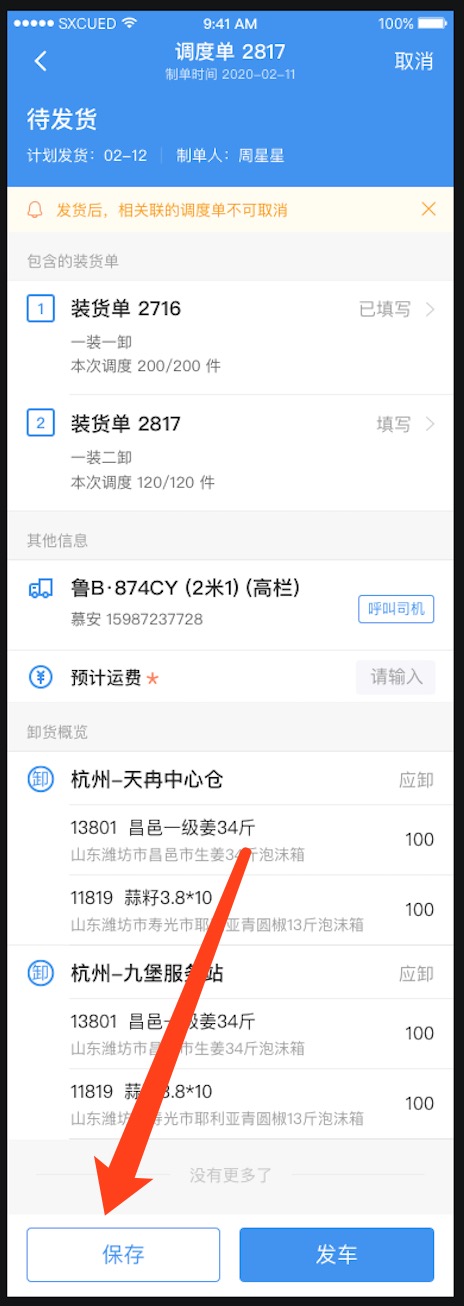 SXCUED 9:41 AM 100%
调度单 2817
取消
制单时间 2020-02-11
待发货
计划发货：02-12 制单人：周星星
发货后，相关联的调度单不可取消
包含的装货单
1 装货单 2716 已填写
一装一卸
本次调度 200/200 件
2 装货单 2817 填写
一装二卸
本次调度 120/120 件
其他信息
鲁B·874CY (2米1) (高栏)
慕安 15987237728
呼叫司机
预计运费* 请输入
卸货概览
卸 杭州-天冉中心仓 应卸
13801 昌邑一级姜34斤
100
山东潍坊市昌邑市生姜34斤泡沫箱
11819 蒜籽3.8*10
100
山东潍坊市寿光市耶 亚青圆椒13斤泡沫箱
卸 杭州-九堡服务站 应卸
13801 昌邑一级姜34斤
100
山东潍坊市昌 市生姜34斤泡沫箱
11819 蒜 3.8*10
100
山东潍坊 寿光市耶利亚青圆椒13斤泡沫箱
没有更多了
保存 发车